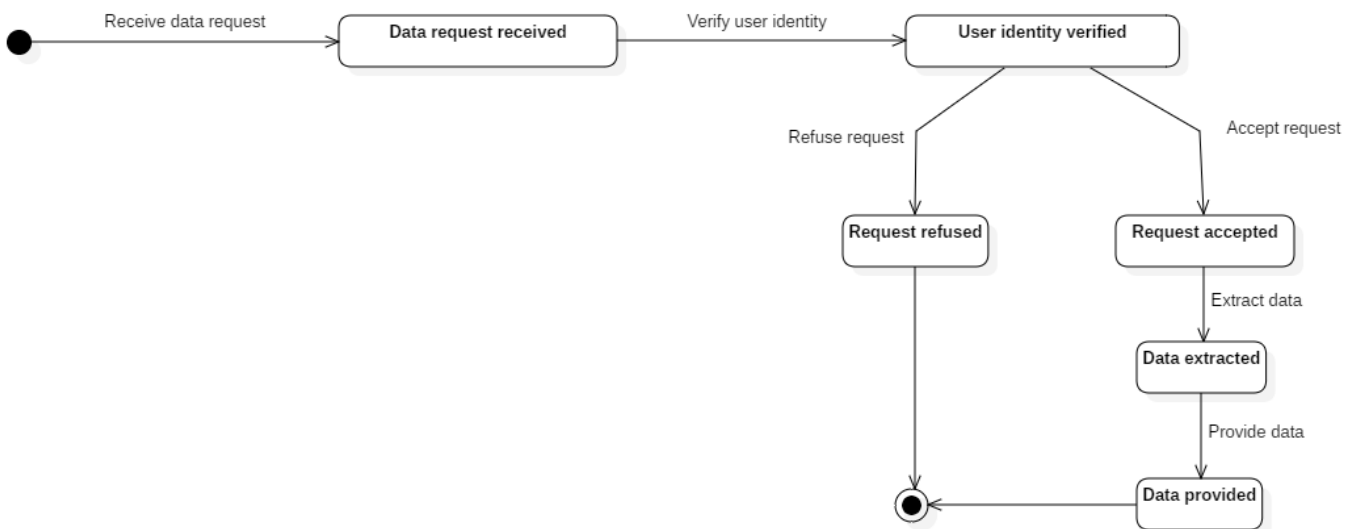 Receive data request
Data request received
Verify user identity
User identity verified
Refuse request
Accept request
Request refused
Request accepted
Extract data
Data extracted
Provide data
Data provided